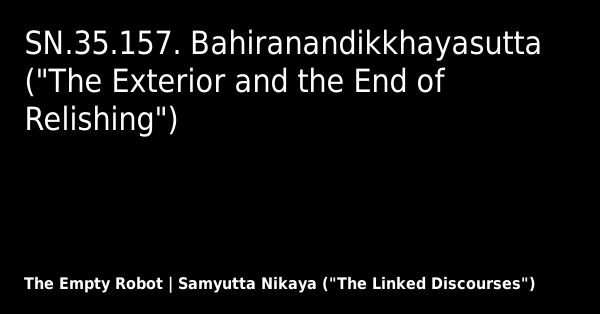 SN.35.157. Bahiranandikkhayasutta
("The Exterior and the End of
Relishing")
The Empty Robot | Samyutta Nikaya ("The Linked Discourses")